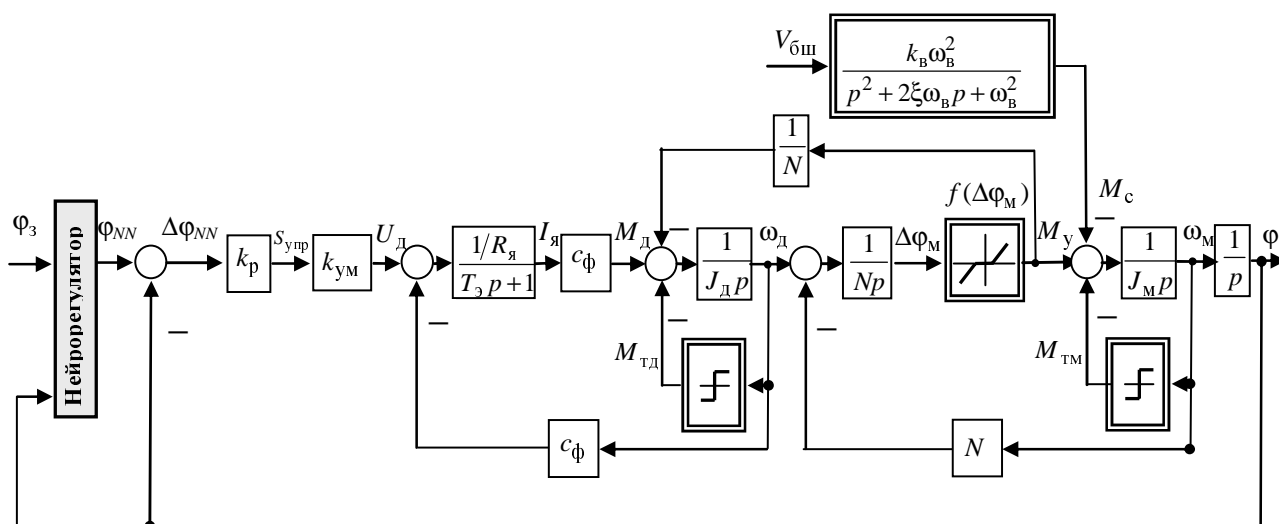 V_бш
k_в ω_в^2
p^2 + 2ξω_в p + ω_в^2
1
N
f(Δφ_м)
M_с
φ_з
Нейрорегулятор
φ_NN
Δφ_NN
k_р
S_упр
k_ум
U_д
1/R_я
T_э p + 1
I_я
c_ф
M_д
1
J_д p
ω_д
1
Np
Δφ_м
M_у
1
J_м p
ω_м
1
p
φ
−
−
−
−
−
−
−
M_тд
M_тм
c_ф
N